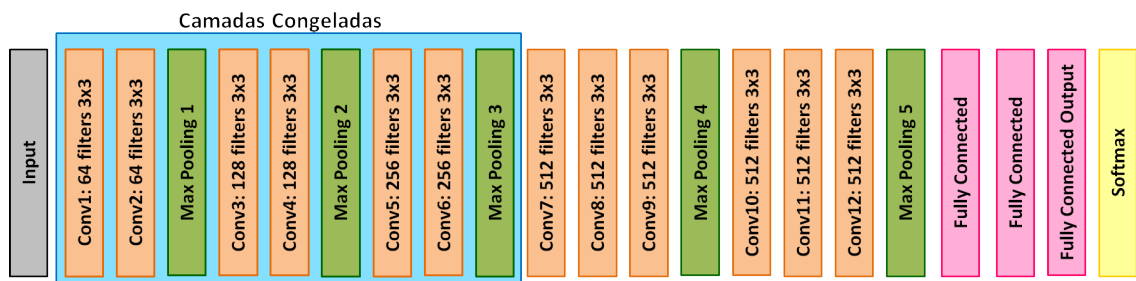 Camadas Congeladas
Input
Conv1: 64 filters 3x3
Conv2: 64 filters 3x3
Max Pooling 1
Conv3: 128 filters 3x3
Conv4: 128 filters 3x3
Max Pooling 2
Conv5: 256 filters 3x3
Conv6: 256 filters 3x3
Max Pooling 3
Conv7: 512 filters 3x3
Conv8: 512 filters 3x3
Conv9: 512 filters 3x3
Max Pooling 4
Conv10: 512 filters 3x3
Conv11: 512 filters 3x3
Conv12: 512 filters 3x3
Max Pooling 5
Fully Connected
Fully Connected
Fully Connected Output
Softmax